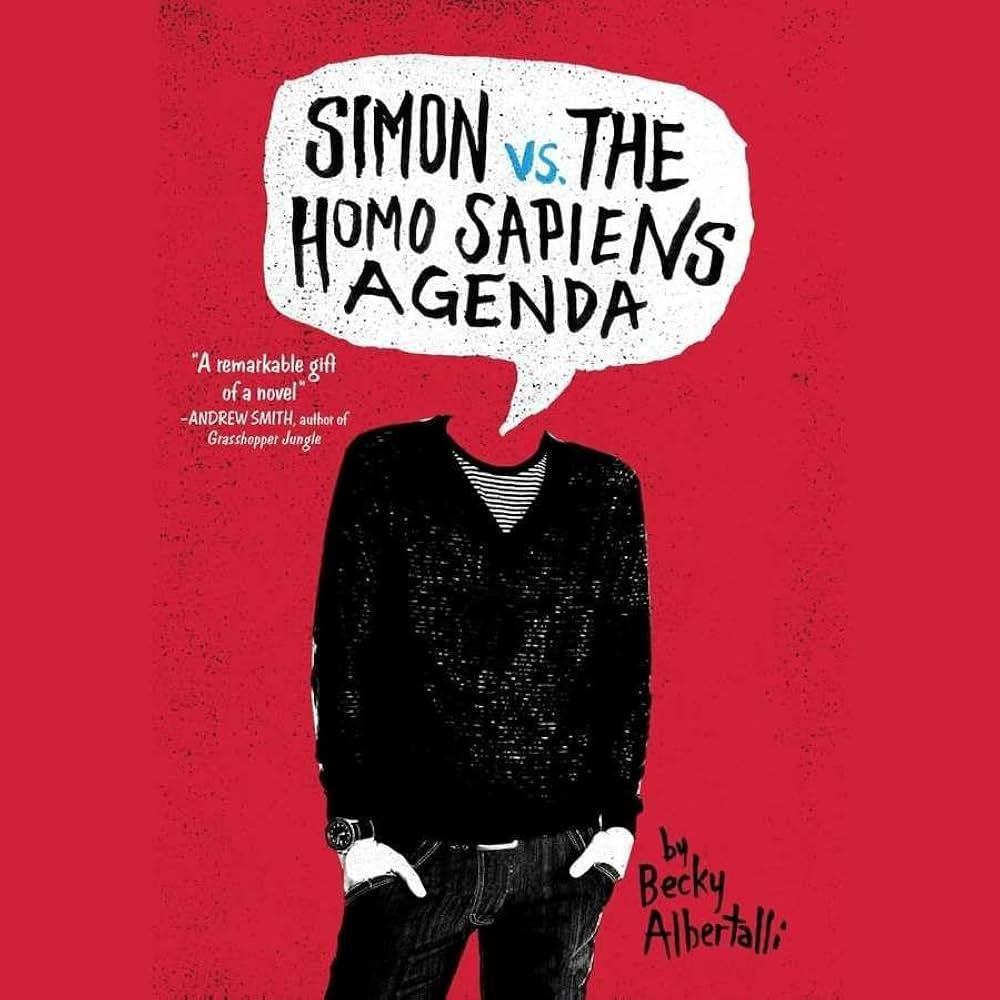 SIMON vs. THE
HOMO SAPIENS
AGENDA
"A remarkable gift
of a novel"
–ANDREW SMITH, author of
Grasshopper Jungle
by
Becky
Albertalli